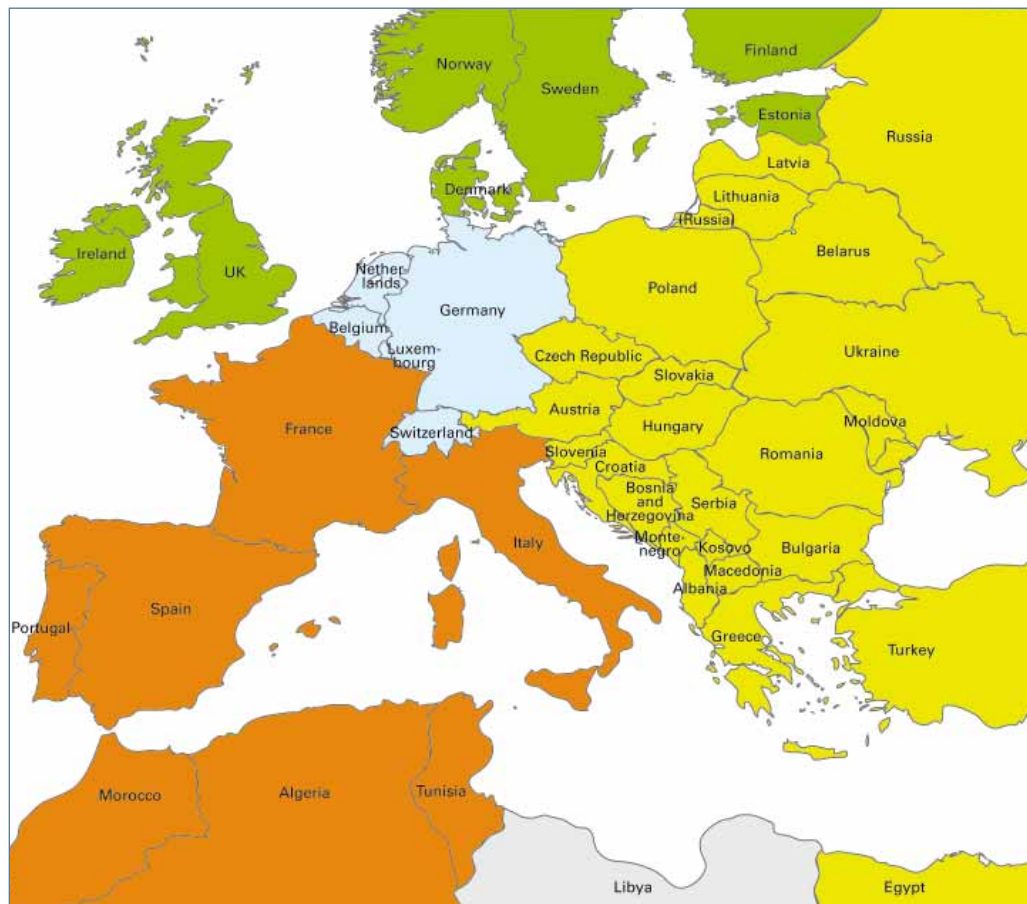 Finland
Norway
Sweden
Estonia
Russia
Latvia
Denmark
Lithuania
(Russia)
Ireland
Belarus
UK
Nether-
lands
Poland
Germany
Belgium
Luxem-
bourg
Czech Republic
Ukraine
Slovakia
Austria
Moldova
France
Switzerland
Hungary
Slovenia
Romania
Croatia
Bosnia
and
Herzegovina
Serbia
Italy
Monte-
negro
Kosovo
Bulgaria
Macedonia
Albania
Spain
Portugal
Greece
Turkey
Morocco
Algeria
Tunisia
Libya
Egypt